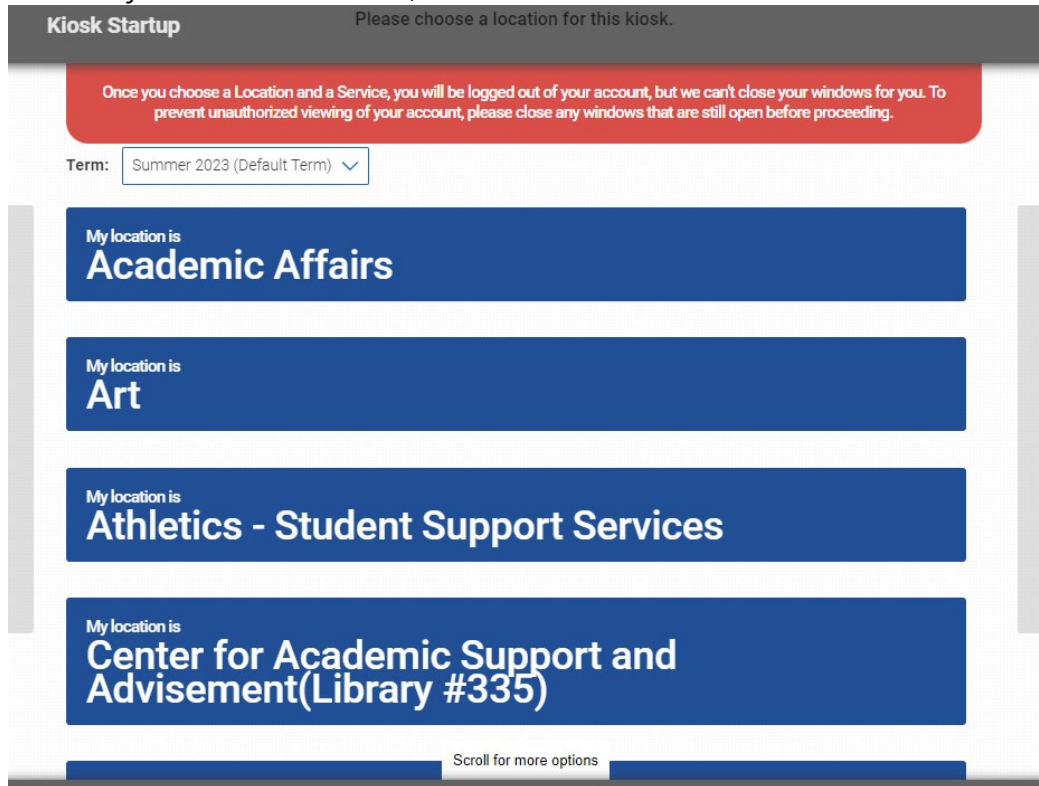 Kiosk Startup
Please choose a location for this kiosk.
Once you choose a Location and a Service, you will be logged out of your account, but we can't close your windows for you. To
prevent unauthorized viewing of your account, please close any windows that are still open before proceeding.
Term: Summer 2023 (Default Term)
My location is
Academic Affairs
My location is
Art
My location is
Athletics - Student Support Services
My location is
Center for Academic Support and
Advisement(Library #335)
Scroll for more options